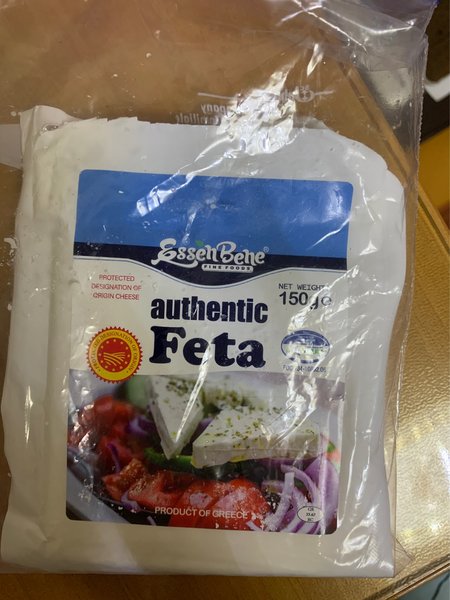 EssenBene®
FINE FOODS
PROTECTED
DESIGNATION OF
ORIGIN CHEESE
NET WEIGHT
150g e
authentic
Feta
PRODUCT OF GREECE